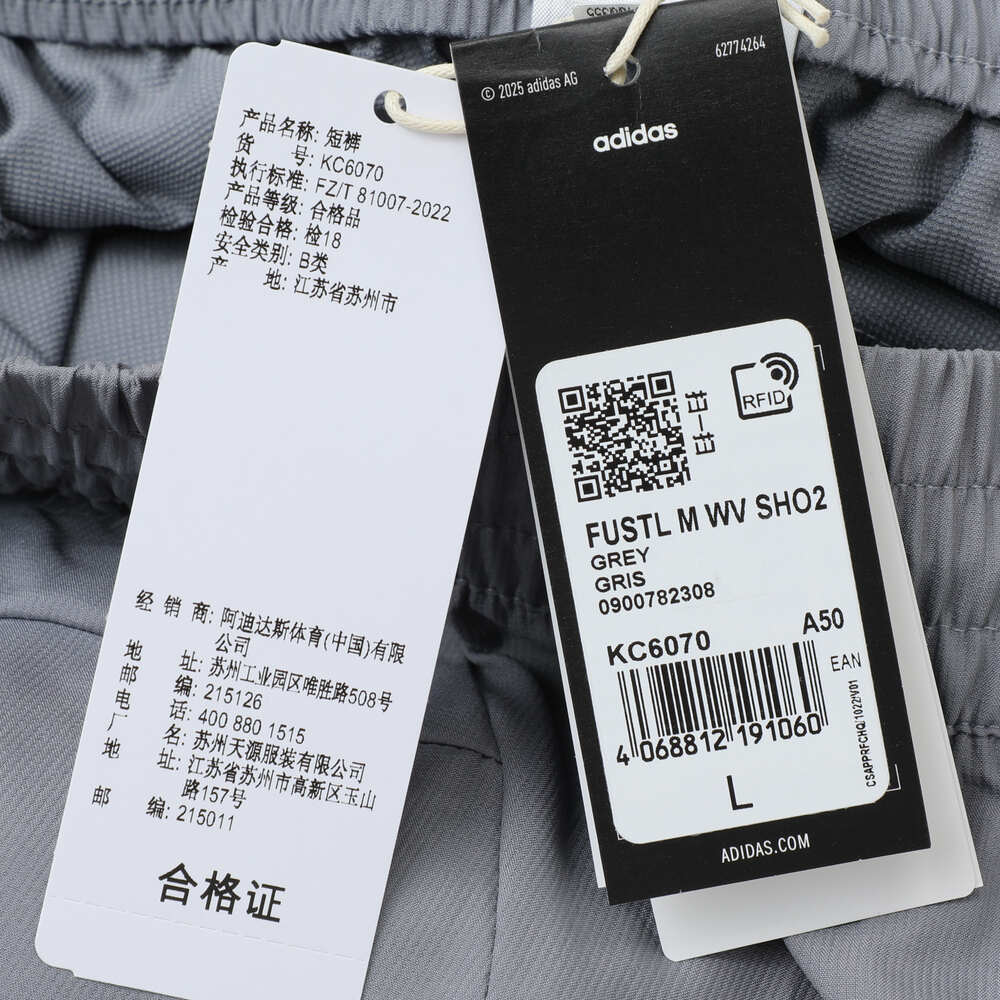 产品名称: 短裤
货 号: KC6070
执行标准: FZ/T 81007-2022
产品等级: 合格品
检验合格: 检18
安全类别: B类
产 地: 江苏省苏州市
经 销 商: 阿迪达斯体育(中国)有限
公司
地 址: 苏州工业园区唯胜路508号
邮 编: 215126
电 话: 400 880 1515
厂 名: 苏州天源服装有限公司
地 址: 江苏省苏州市高新区玉山
路157号
邮 编: 215011
合格证
62774264
© 2025 adidas AG
adidas
RFID
FUSTL M WV SHO2
GREY
GRIS
0900782308
KC6070 A50
EAN
4 068812 191060
CSAPPRFCHQ/1022/V01
L
ADIDAS.COM